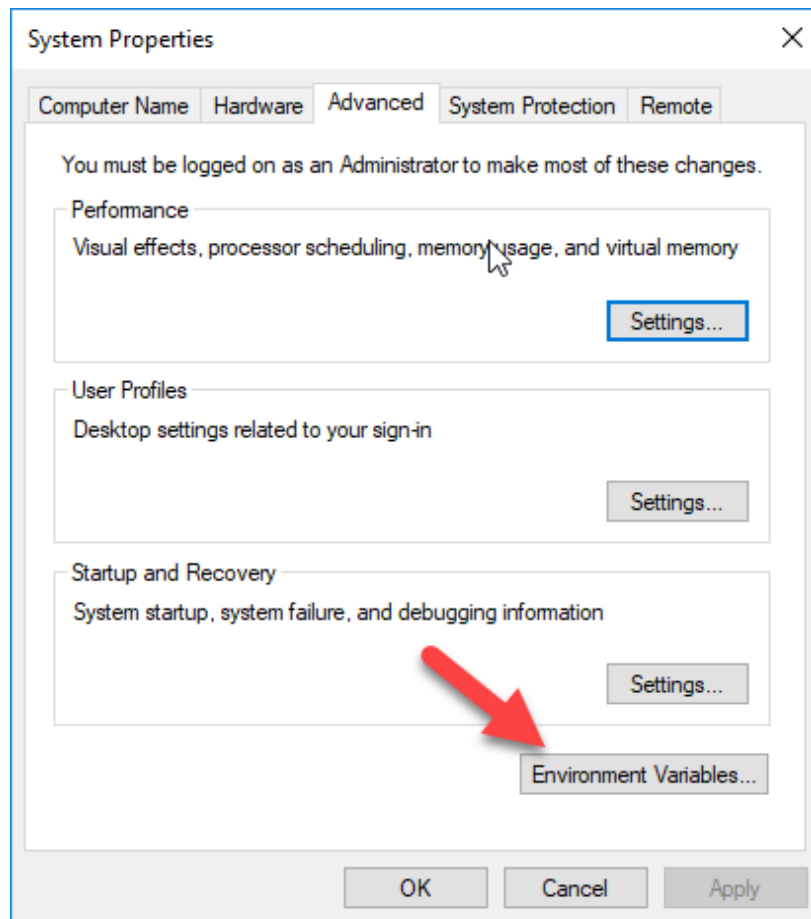 System Properties
Computer Name Hardware Advanced System Protection Remote
You must be logged on as an Administrator to make most of these changes.
Performance
Visual effects, processor scheduling, memory usage, and virtual memory
Settings...
User Profiles
Desktop settings related to your sign-in
Settings...
Startup and Recovery
System startup, system failure, and debugging information
Settings...
Environment Variables...
OK Cancel Apply